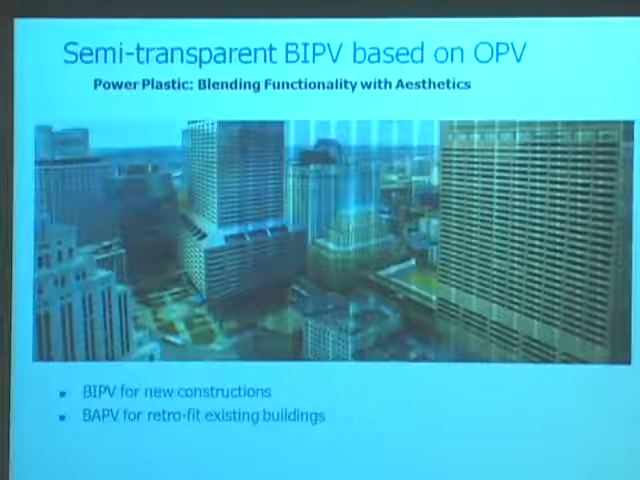 Semi-transparent BIPV based on OPV
Power Plastic: Blending Functionality with Aesthetics
BIPV for new constructions
BAPV for retro-fit existing buildings